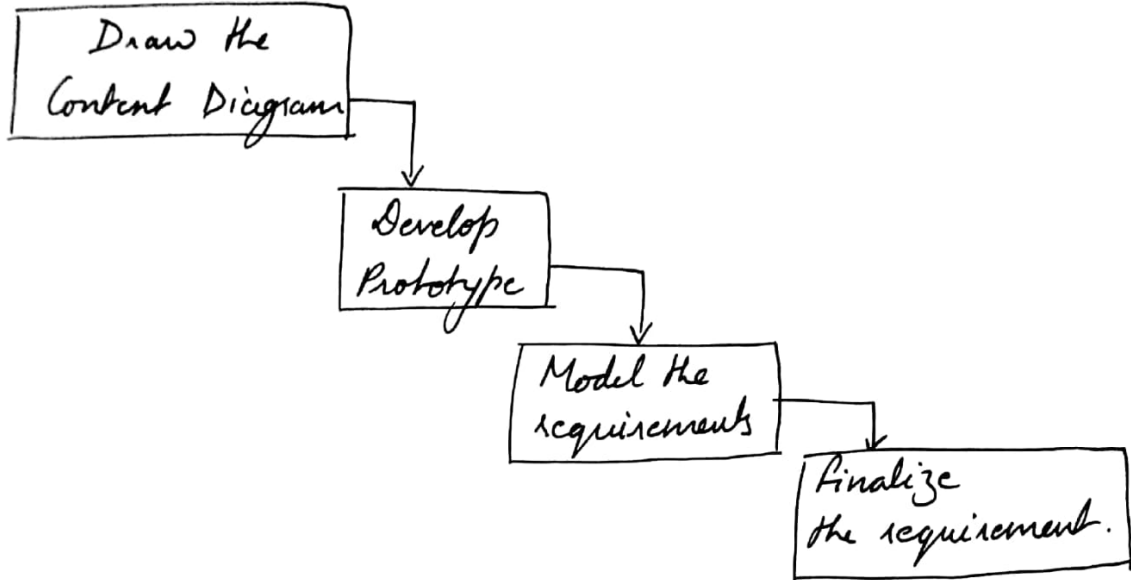 Draw the
Content Diagram
Develop
Prototype
Model the
requirements
Finalize
the requirement.